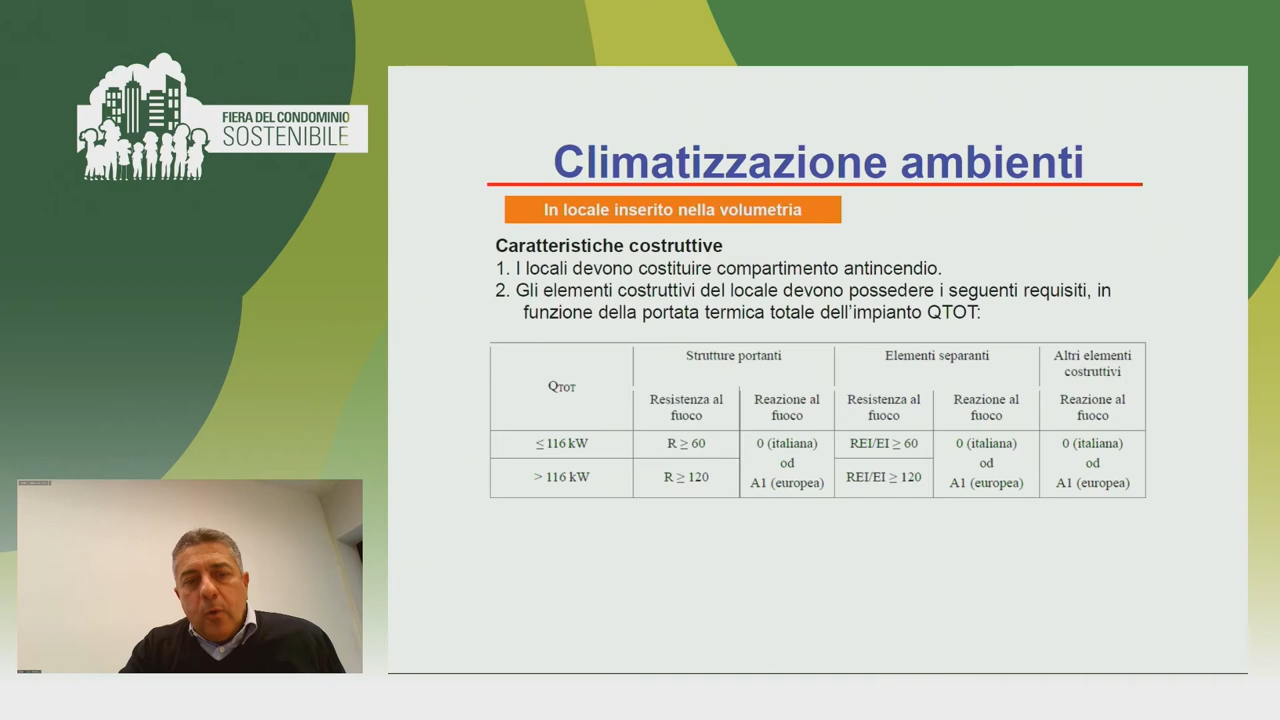 FIERA DEL CONDOMINIO
SOSTENIBILE
Climatizzazione ambienti
In locale inserito nella volumetria
Caratteristiche costruttive
1. I locali devono costituire compartimento antincendio.
2. Gli elementi costruttivi del locale devono possedere i seguenti requisiti, in
funzione della portata termica totale dell'impianto QTOT:
QTOT Strutture portanti Elementi separanti Altri elementi costruttivi
Resistenza al fuoco Reazione al fuoco Resistenza al fuoco Reazione al fuoco Reazione al fuoco
≤ 116 kW R ≥ 60 0 (italiana) REI/EI ≥ 60 0 (italiana) 0 (italiana)
od od od
> 116 kW R ≥ 120 A1 (europea) REI/EI ≥ 120 A1 (europea) A1 (europea)